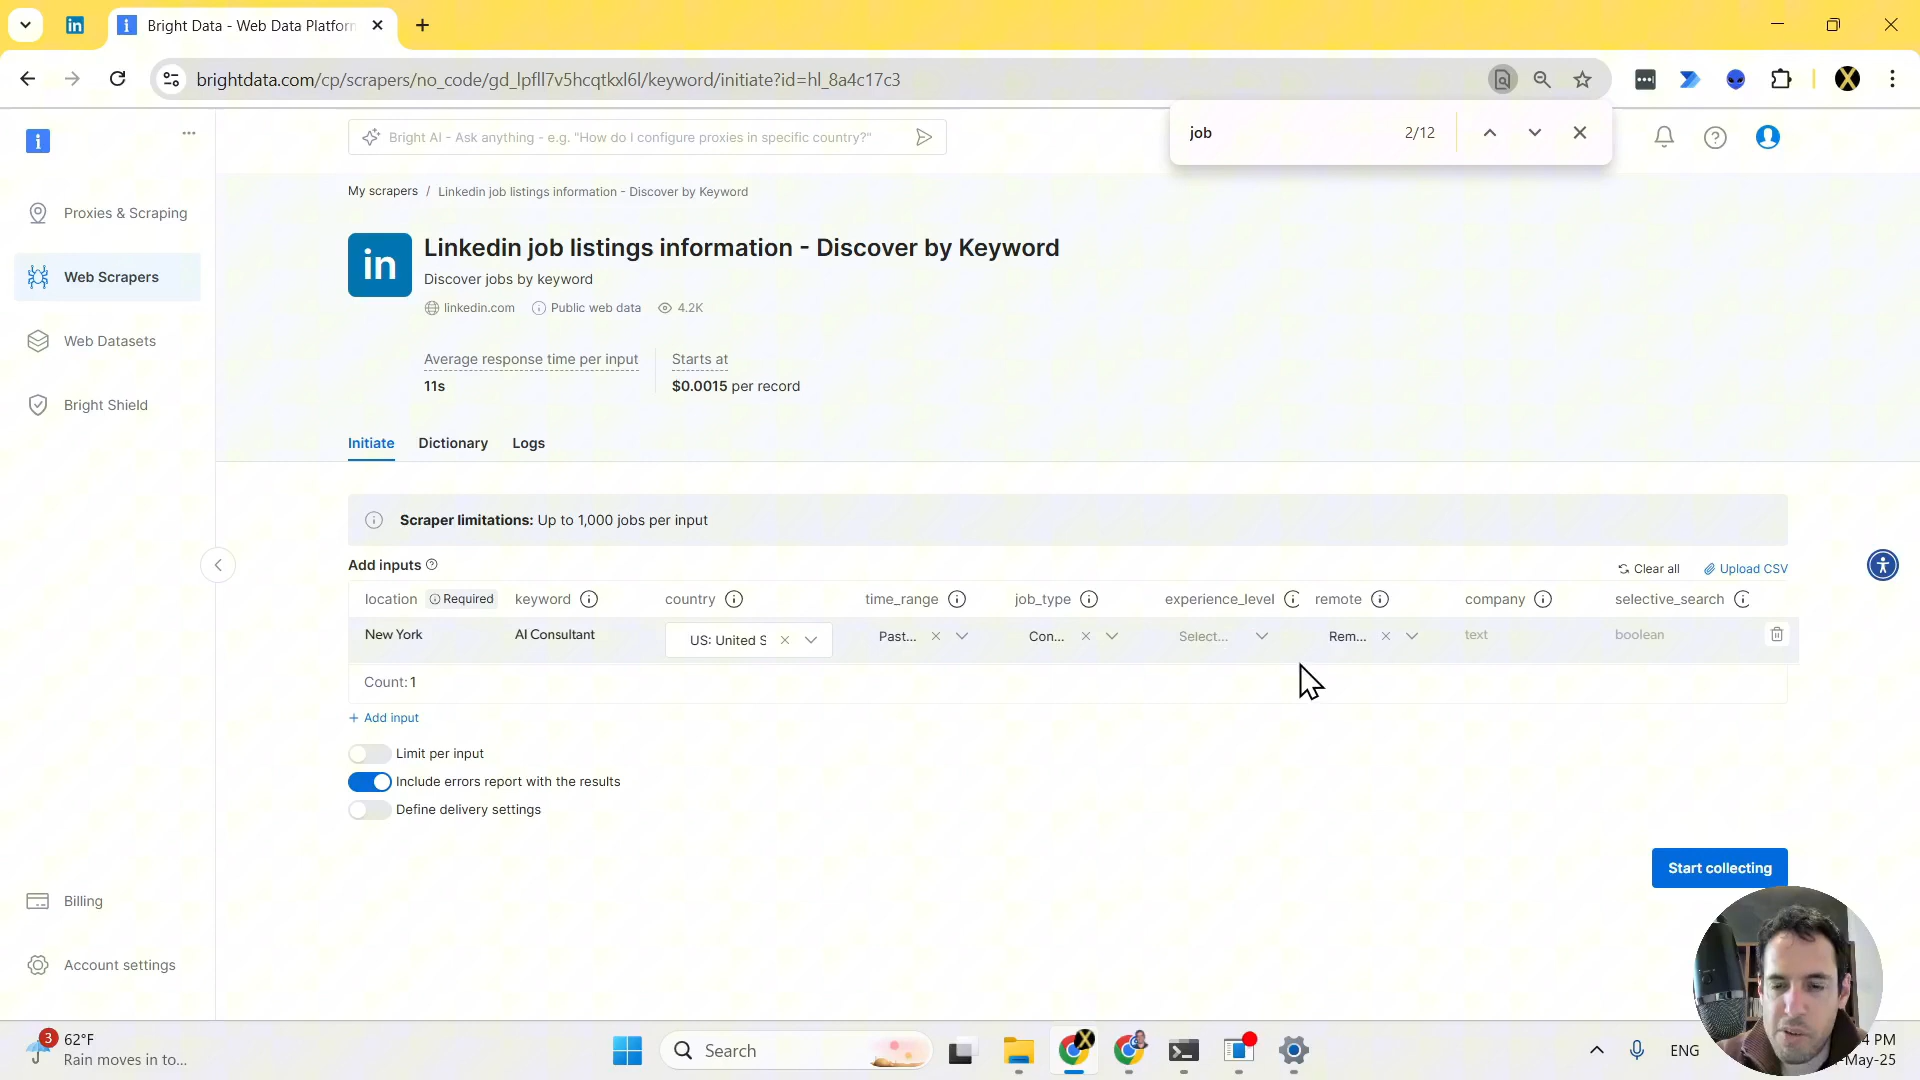 Bright Data - Web Data Platforr
brightdata.com/cp/scrapers/no_code/gd_lpfll7v5hcqtkxl6l/keyword/initiate?id=hl_8a4c17c3
job 2/12
Bright AI - Ask anything - e.g. "How do I configure proxies in specific country?"
Proxies & Scraping
Web Scrapers
Web Datasets
Bright Shield
Billing
Account settings
My scrapers / Linkedin job listings information - Discover by Keyword
in
Linkedin job listings information - Discover by Keyword
Discover jobs by keyword
linkedin.com Public web data 4.2K
Average response time per input Starts at
11s $0.0015 per record
Initiate Dictionary Logs
Scraper limitations: Up to 1,000 jobs per input
Add inputs Clear all Upload CSV
location Required keyword country time_range job_type experience_level remote company selective_search
New York AI Consultant US: United S Past... Con... Select... Rem... text boolean
Count: 1
+ Add input
Limit per input
Include errors report with the results
Define delivery settings
Start collecting
3 62°F
Rain moves in to...
Search
ENG
4 PM
-May-25